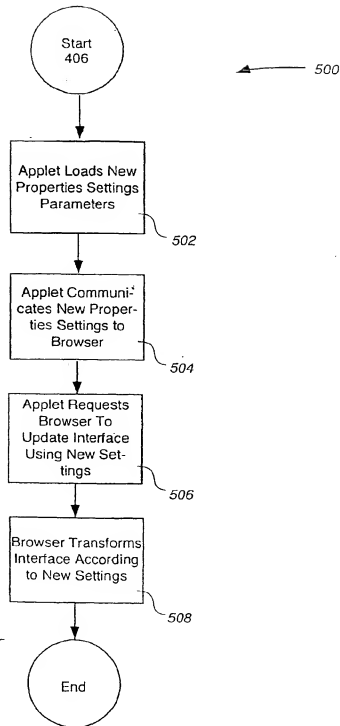 Start
406
500
Applet Loads New
Properties Settings
Parameters
502
Applet Communi-
cates New Proper-
ties Settings to
Browser
504
Applet Requests
Browser To
Update Interface
Using New Set-
tings
506
Browser Transforms
Interface According
to New Settings
508
End